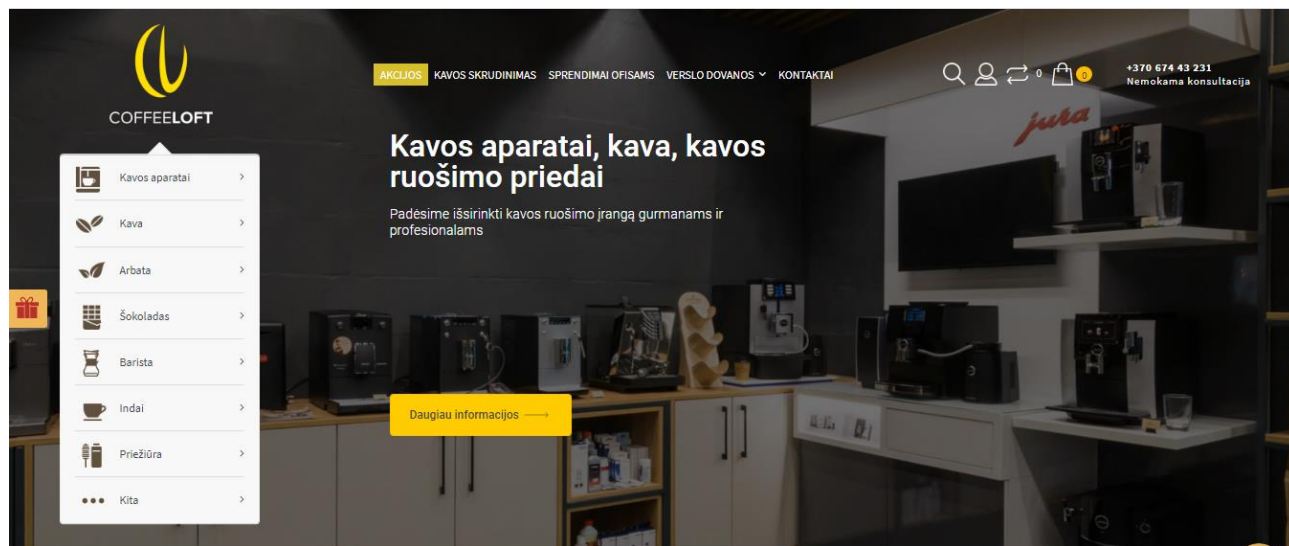 COFFEELOFT
AKCIJOS KAVOS SKRUDINIMAS SPRENDIMAI OFISAMS VERSLO DOVANOS KONTAKTAI
0
0
+370 674 43 231
Nemokama konsultacija
jura
Kavos aparatai, kava, kavos
ruošimo priedai
Padėsime išsirinkti kavos ruošimo įrangą gurmanams ir
profesionalams
Daugiau informacijos
Kavos aparatai
Kava
Arbata
Šokoladas
Barista
Indai
Priežiūra
Kita